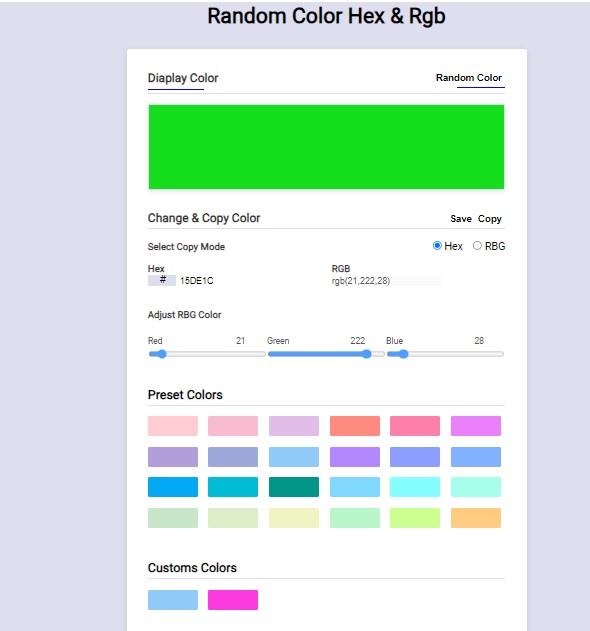 Random Color Hex & Rgb
Diaplay Color Random Color
Change & Copy Color Save Copy
Select Copy Mode Hex RBG
Hex RGB
# 15DE1C rgb(21,222,28)
Adjust RBG Color
Red 21 Green 222 Blue 28
Preset Colors
Customs Colors